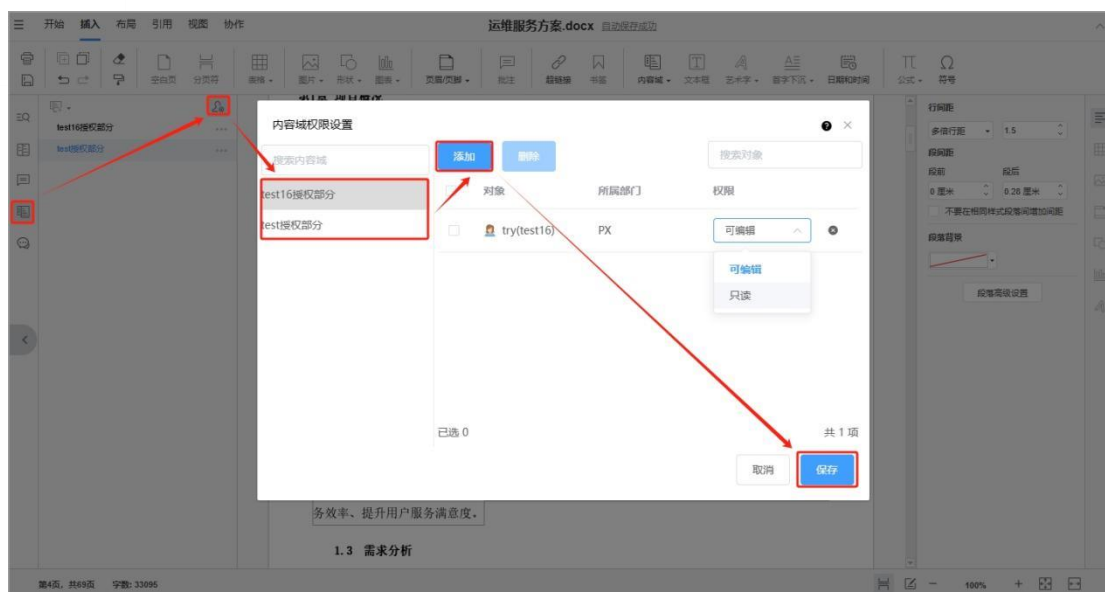 开始 插入 布局 引用 视图 协作
运维服务方案.docx 自动保存成功
空白页 分页符 表格 图片 形状 图表 页眉/页脚 批注 超链接 书签 内容域 文本框 艺术字 首字下沉 日期和时间 公式 符号
test16授权部分
test授权部分
第1章 项目概况
内容域权限设置
搜索内容域
添加 删除
搜索对象
test16授权部分
test授权部分
对象 所属部门 权限
try(test16) PX 可编辑
可编辑
只读
已选 0
共 1 项
取消 保存
务效率、提升用户服务满意度。
1.3 需求分析
行间距
多倍行距 1.5
段间距
段前 段后
0 厘米 0.28 厘米
不要在相同样式段落间增加间距
段落背景
段落高级设置
第4页，共69页 字数: 33095
100%